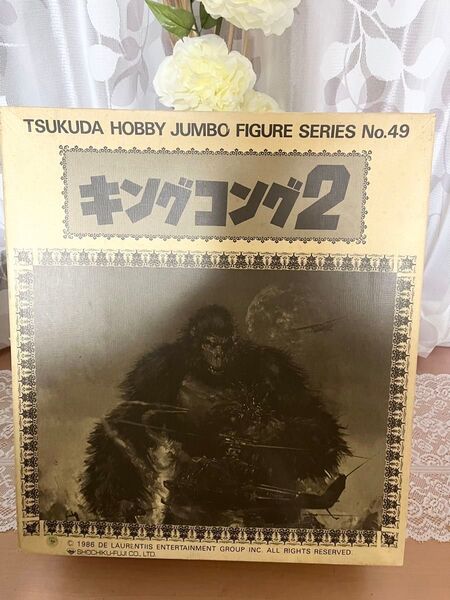 TSUKUDA HOBBY JUMBO FIGURE SERIES No.49
キングコング2
© 1986 DE LAURENTIIS ENTERTAINMENT GROUP INC. ALL RIGHTS RESERVED.
SHOCHIKU-FUJI CO., LTD.